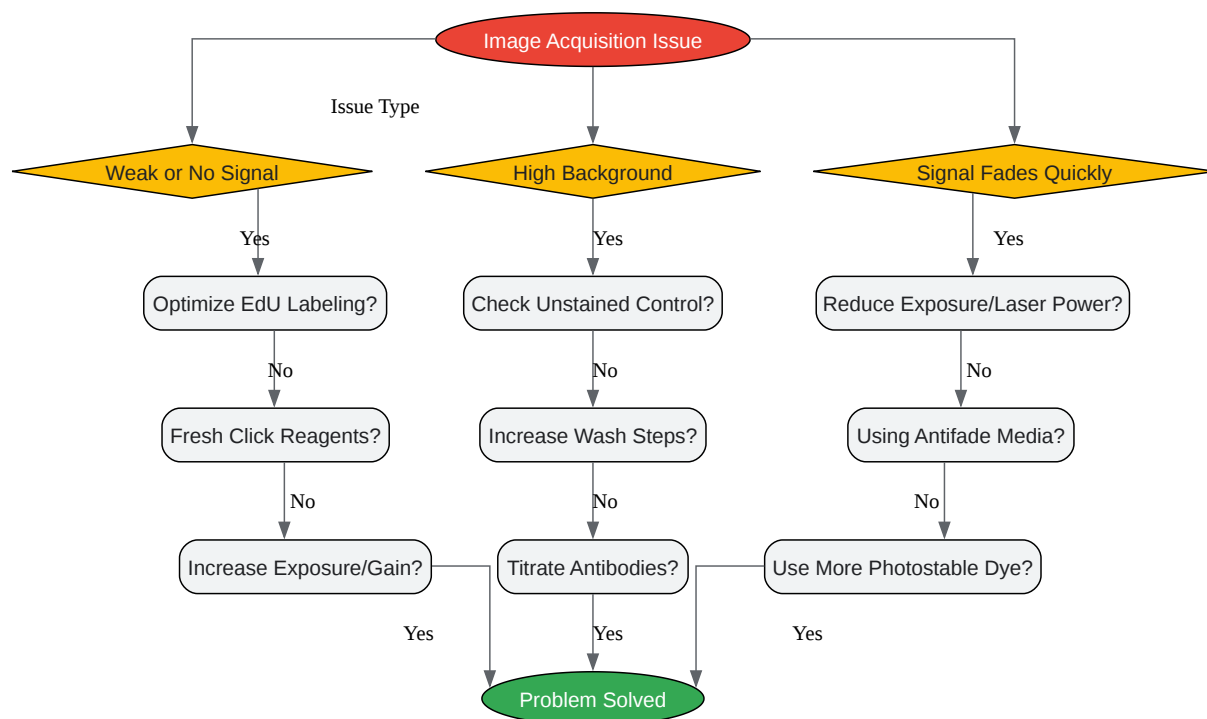 Image Acquisition Issue
Issue Type
Weak or No Signal
High Background
Signal Fades Quickly
Yes
Yes
Yes
Optimize EdU Labeling?
Check Unstained Control?
Reduce Exposure/Laser Power?
No
No
No
Fresh Click Reagents?
Increase Wash Steps?
Using Antifade Media?
No
No
No
Increase Exposure/Gain?
Titrate Antibodies?
Use More Photostable Dye?
Yes
Yes
Yes
Problem Solved